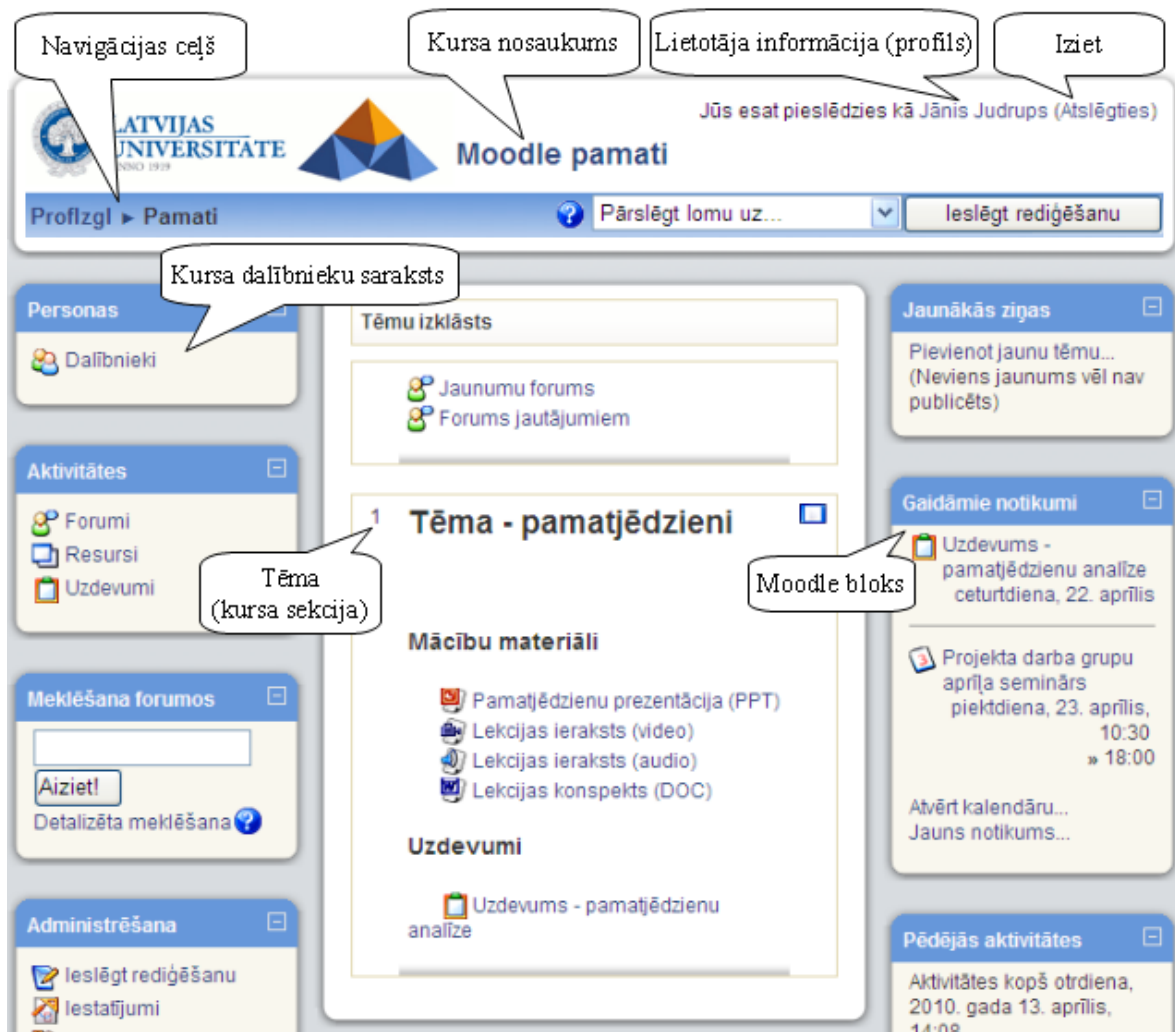 Navigācijas ceļš
Kursa nosaukums
Lietotāja informācija (profils)
Iziet
Jūs esat pieslēdzies kā Jānis Judrups (Atslēgties)
LATVIJAS
UNIVERSITĀTE
ANNO 1919
Moodle pamati
ProfIzgl ► Pamati
Pārslēgt lomu uz...
Ieslēgt rediģēšanu
Kursa dalībnieku saraksts
Personas
Dalībnieki
Aktivitātes
Forumi
Resursi
Uzdevumi
Meklēšana forumos
Aiziet!
Detalizēta meklēšana
Administrēšana
Ieslēgt rediģēšanu
Iestatījumi
Tēmu izklāsts
Jaunumu forums
Forums jautājumiem
1
Tēma - pamatjēdzieni
Tēma
(kursa sekcija)
Moodle bloks
Mācību materiāli
Pamatjēdzienu prezentācija (PPT)
Lekcijas ieraksts (video)
Lekcijas ieraksts (audio)
Lekcijas konspekts (DOC)
Uzdevumi
Uzdevums - pamatjēdzienu
analīze
Jaunākās ziņas
Pievienot jaunu tēmu...
(Neviens jaunums vēl nav
publicēts)
Gaidāmie notikumi
Uzdevums -
pamatjēdzienu analīze
ceturtdiena, 22. aprīlis
Projekta darba grupu
aprīļa seminārs
piektdiena, 23. aprīlis,
10:30
» 18:00
Atvērt kalendāru...
Jauns notikums...
Pēdējās aktivitātes
Aktivitātes kopš otrdiena,
2010. gada 13. aprīlis,
14:08